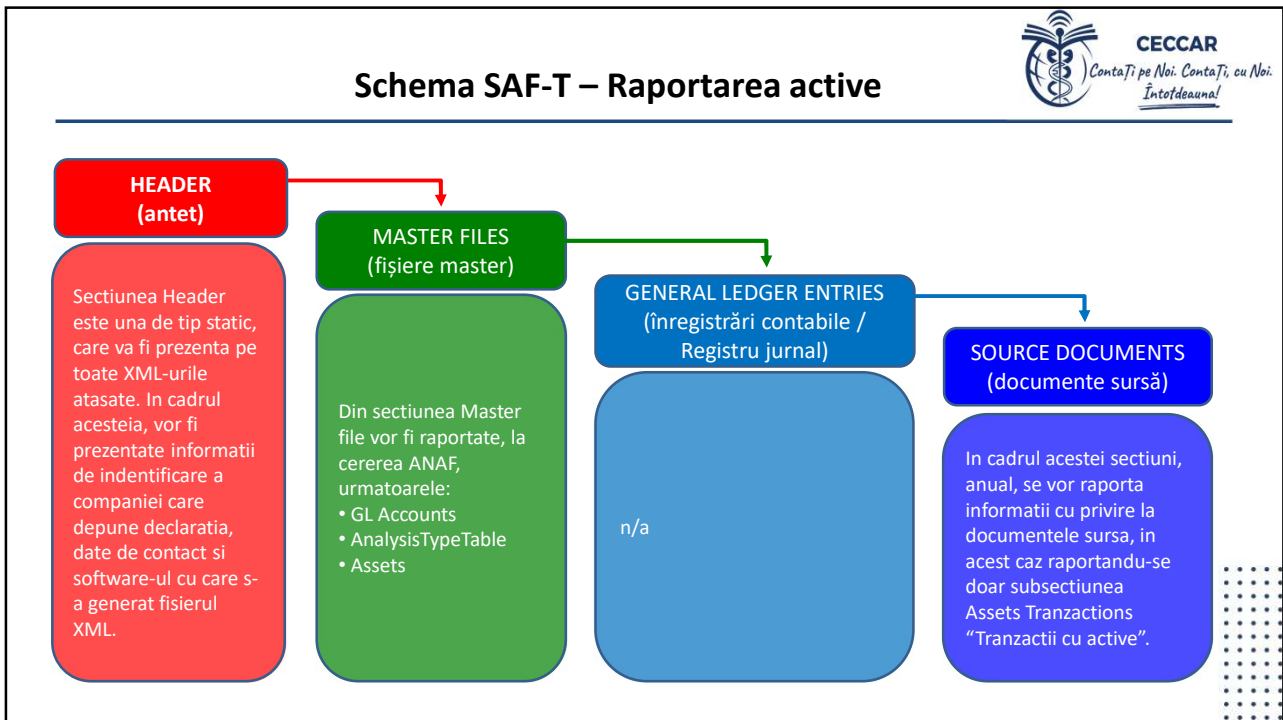 CECCAR
ContaȚi pe Noi. ContaȚi, cu Noi.
Întotdeauna!
Schema SAF-T – Raportarea active
HEADER
(antet)
Sectiunea Header
este una de tip static,
care va fi prezenta pe
toate XML-urile
atasate. In cadrul
acesteia, vor fi
prezentate informatii
de indentificare a
companiei care
depune declaratia,
date de contact si
software-ul cu care s-
a generat fisierul
XML.
MASTER FILES
(fișiere master)
Din sectiunea Master
file vor fi raportate, la
cererea ANAF,
urmatoarele:
• GL Accounts
• AnalysisTypeTable
• Assets
GENERAL LEDGER ENTRIES
(înregistrări contabile /
Registru jurnal)
n/a
SOURCE DOCUMENTS
(documente sursă)
In cadrul acestei sectiuni,
anual, se vor raporta
informatii cu privire la
documentele sursa, in
acest caz raportandu-se
doar subsectiunea
Assets Tranzactions
“Tranzactii cu active”.